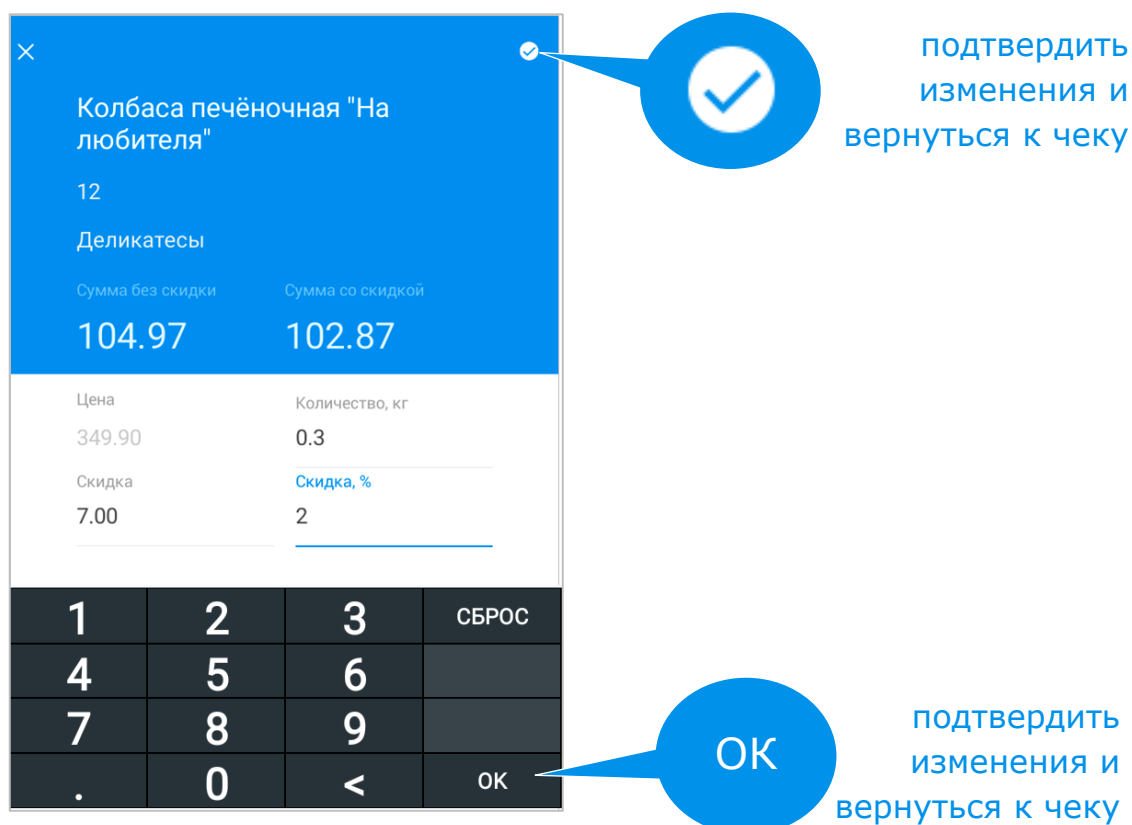 Колбаса печёночная "На
любителя"
12
Деликатесы
Сумма без скидки Сумма со скидкой
104.97 102.87
Цена Количество, кг
349.90 0.3
Скидка Скидка, %
7.00 2
1 2 3 СБРОС
4 5 6
7 8 9
. 0 < ОК
подтвердить
изменения и
вернуться к чеку
ОК
подтвердить
изменения и
вернуться к чеку